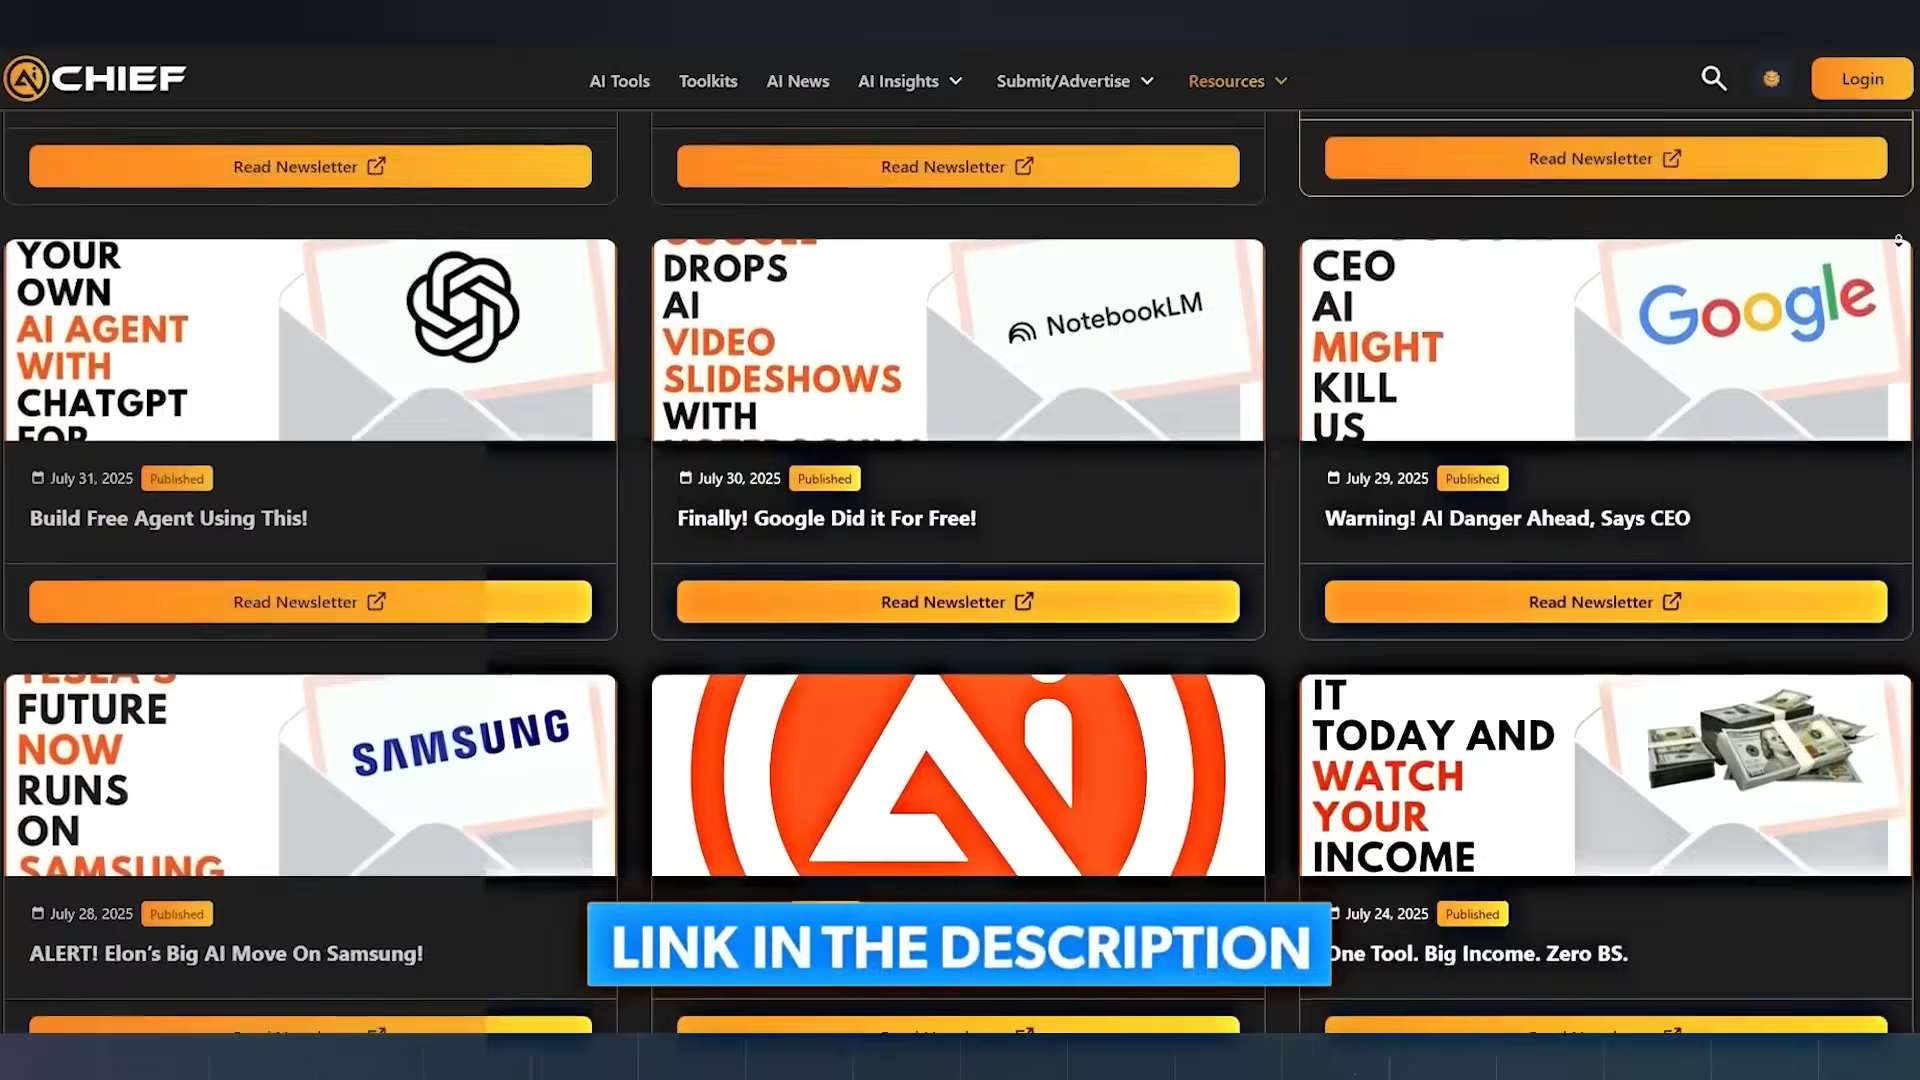 CHIEF
AI Tools
Toolkits
AI News
AI Insights
Submit/Advertise
Resources
Login
Read Newsletter
Read Newsletter
Read Newsletter
YOUR
OWN
AI AGENT
WITH
CHATGPT
FOR
DROPS
AI
VIDEO
SLIDESHOWS
WITH
NotebookLM
CEO
AI
MIGHT
KILL
US
Google
July 31, 2025 Published
Build Free Agent Using This!
July 30, 2025 Published
Finally! Google Did it For Free!
July 29, 2025 Published
Warning! AI Danger Ahead, Says CEO
Read Newsletter
Read Newsletter
Read Newsletter
TESLA'S
FUTURE
NOW
RUNS
ON
SAMSUNG
SAMSUNG
Ai
IT
TODAY AND
WATCH
YOUR
INCOME
July 28, 2025 Published
ALERT! Elon's Big AI Move On Samsung!
July 24, 2025 Published
One Tool. Big Income. Zero BS.
LINK IN THE DESCRIPTION